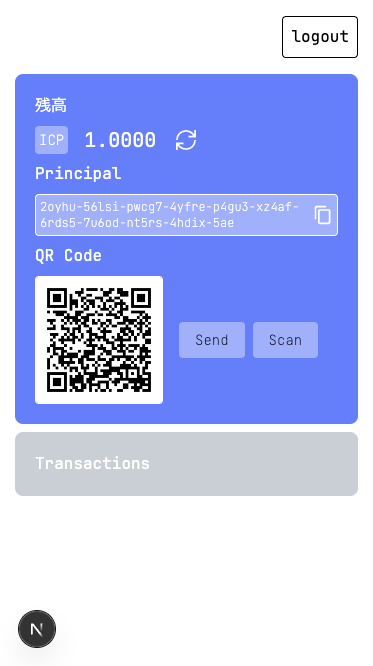 logout
残高
ICP 1.0000
Principal
2oyhu-56lsi-pwcg7-4yfre-p4gu3-xz4af-
6rds5-7u6od-nt5rs-4hdix-5ae
QR Code
Send Scan
Transactions
N